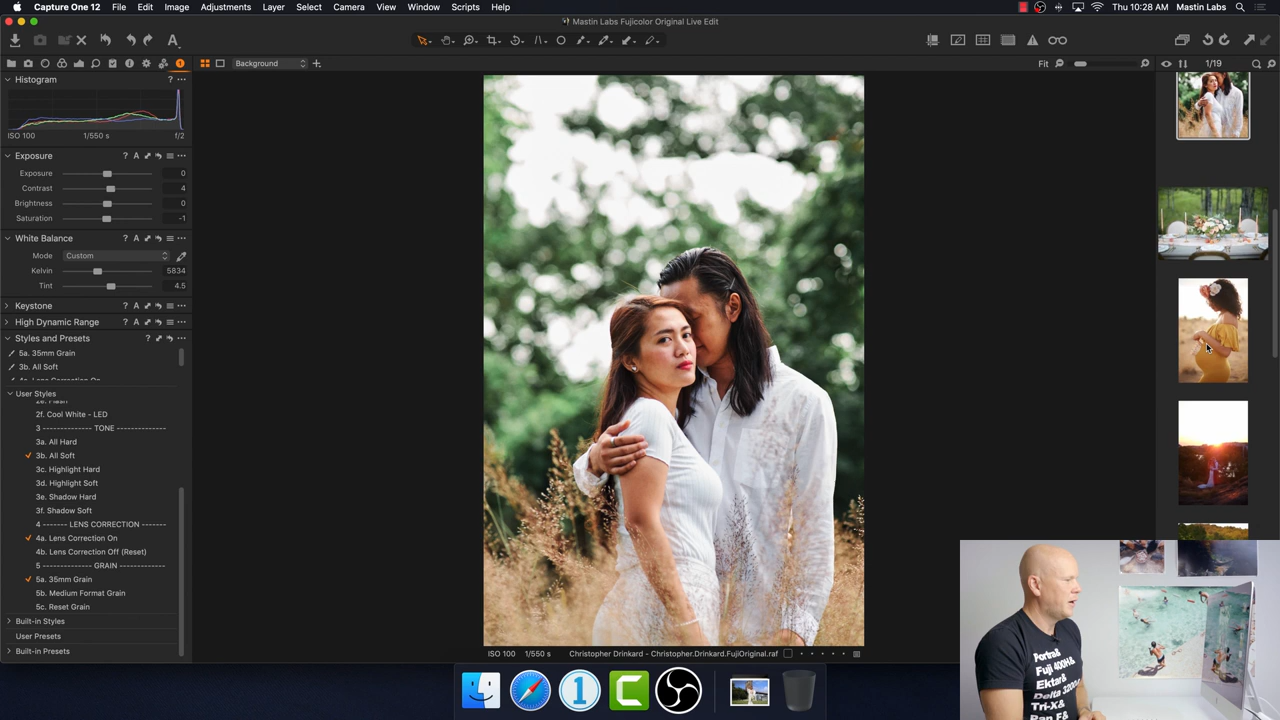 Capture One 12 File Edit View Image Adjustments Layer Select Camera Window Scripts Help Thu 10:28 AM Mastin Labs
Mastin Labs Fujicolor Original Live Edit
Background Fit 1/19
Histogram ?
ISO 100 1/550 s f/2
Exposure ? A
Exposure 0
Contrast 4
Brightness 0
Saturation -1
White Balance ? A
Mode Custom
Kelvin 5834
Tint 4.5
Keystone ? A
High Dynamic Range ? A
Styles and Presets ?
5a. 35mm Grain
3b. All Soft
User Styles
2f. Cool White - LED
3 -------------- TONE --------------
3a. All Hard
3b. All Soft
3c. Highlight Hard
3d. Highlight Soft
3e. Shadow Hard
3f. Shadow Soft
4 ------- LENS CORRECTION -------
4a. Lens Correction On
4b. Lens Correction Off (Reset)
5 -------------- GRAIN --------------
5a. 35mm Grain
5b. Medium Format Grain
5c. Reset Grain
Built-in Styles
User Presets
Built-in Presets
ISO 100 1/550 s Christopher Drinkard - Christopher.Drinkard.FujiOriginal.raf
Portra&
Fuji 400H&
Ektar&
Delta 3200&
Tri-X&